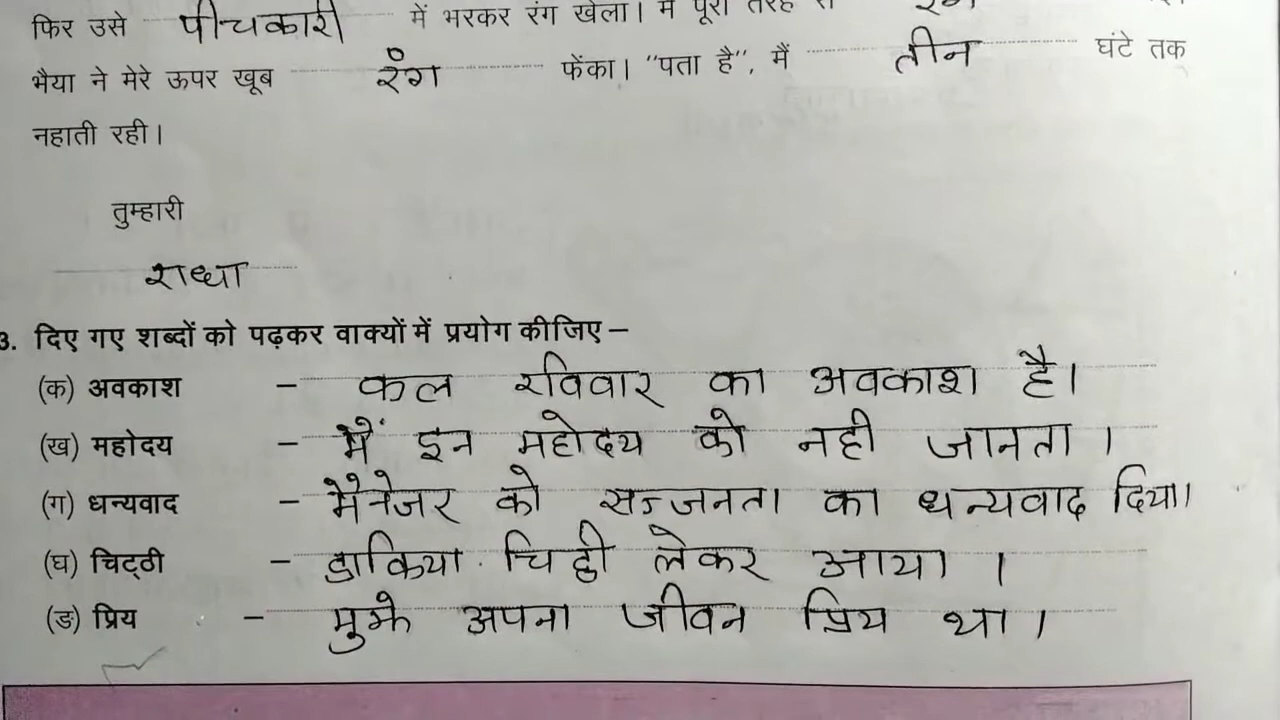 फिर उसे पीचकारी में भरकर रंग खेला। मैं पूरी तरह
भैया ने मेरे ऊपर खूब रंग फेंका। "पता है", मैं तीन घंटे तक
नहाती रही।
तुम्हारी
राधा
3. दिए गए शब्दों को पढ़कर वाक्यों में प्रयोग कीजिए –
(क) अवकाश – कल रविवार का अवकाश है।
(ख) महोदय – मैं इन महोदय को नही जानता।
(ग) धन्यवाद – मैनेजर को सज्जनता का धन्यवाद दिया।
(घ) चिट्ठी – डाकिया चिठ्ठी लेकर आया ।
(ङ) प्रिय – मुझे अपना जीवन प्रिय था।